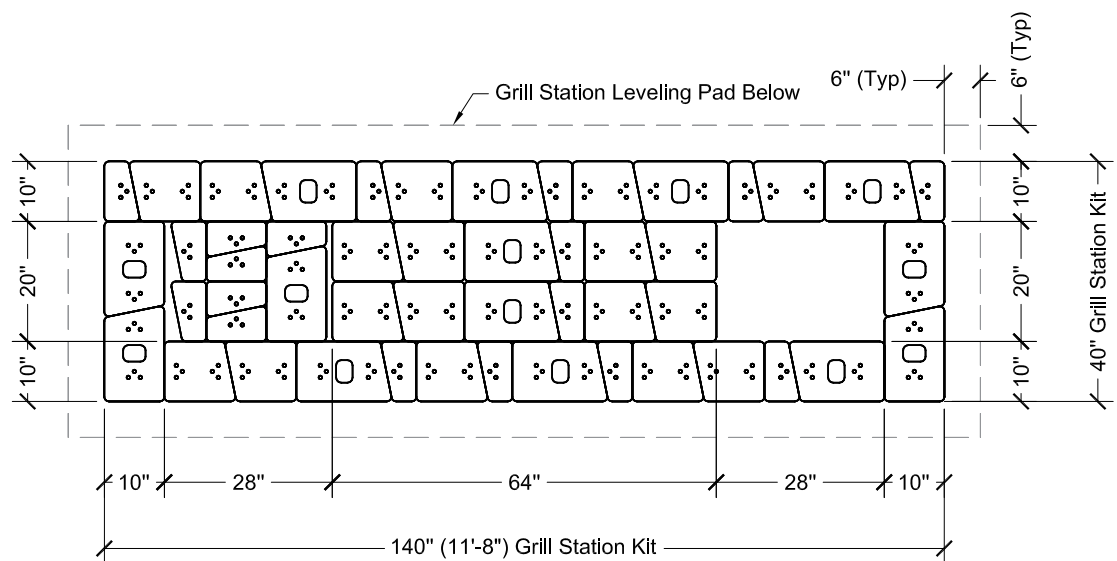 6" (Typ)
6" (Typ)
Grill Station Leveling Pad Below
10"
20"
10"
10"
20"
10"
40" Grill Station Kit
10"
28"
64"
28"
10"
140" (11'-8") Grill Station Kit